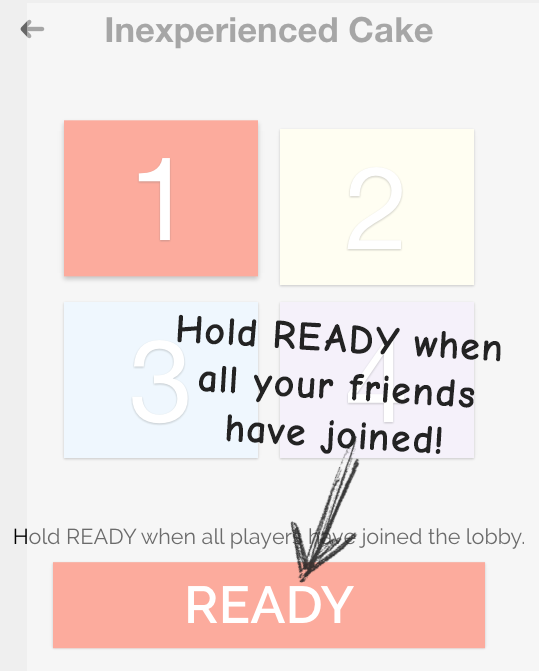 Inexperienced Cake
1
2
3
4
Hold READY when
all your friends
have joined!
Hold READY when all players have joined the lobby.
READY